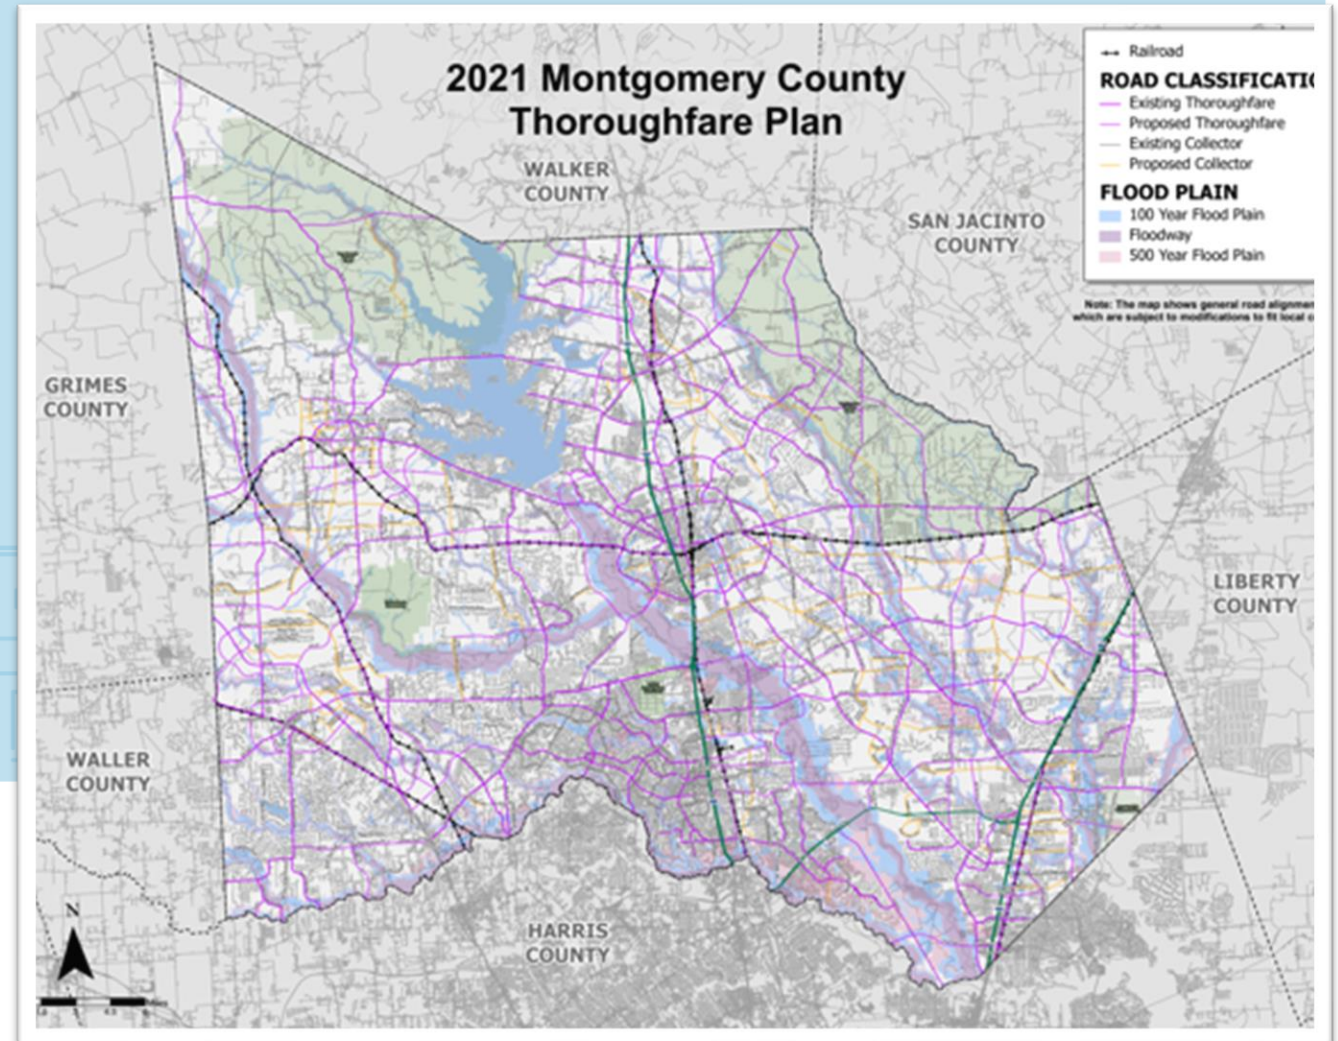 2021 Montgomery County
Thoroughfare Plan
Railroad
ROAD CLASSIFICATIO
Existing Thoroughfare
Proposed Thoroughfare
Existing Collector
Proposed Collector
FLOOD PLAIN
100 Year Flood Plain
Floodway
500 Year Flood Plain
Note: The map shows general road alignmen
which are subject to modifications to fit local c
WALKER
COUNTY
SAN JACINTO
COUNTY
GRIMES
COUNTY
LIBERTY
COUNTY
WALLER
COUNTY
HARRIS
COUNTY
N